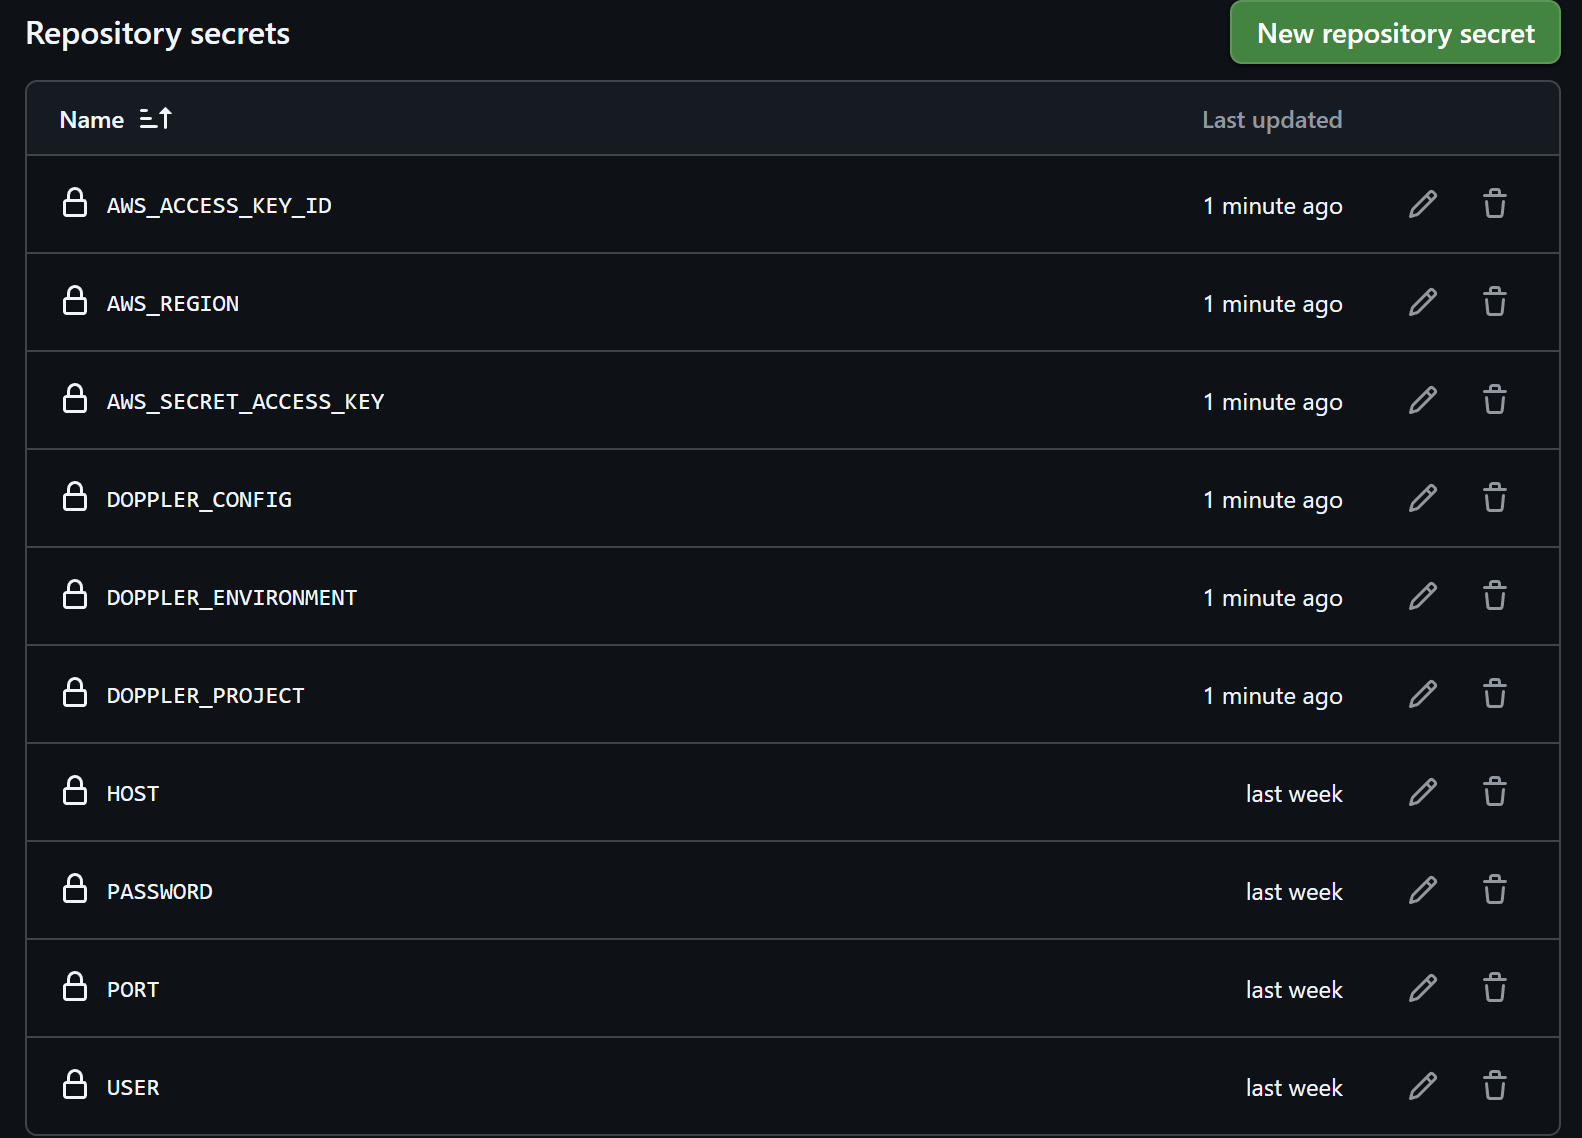 Repository secrets
New repository secret
Name
Last updated
AWS_ACCESS_KEY_ID 1 minute ago
AWS_REGION 1 minute ago
AWS_SECRET_ACCESS_KEY 1 minute ago
DOPPLER_CONFIG 1 minute ago
DOPPLER_ENVIRONMENT 1 minute ago
DOPPLER_PROJECT 1 minute ago
HOST last week
PASSWORD last week
PORT last week
USER last week